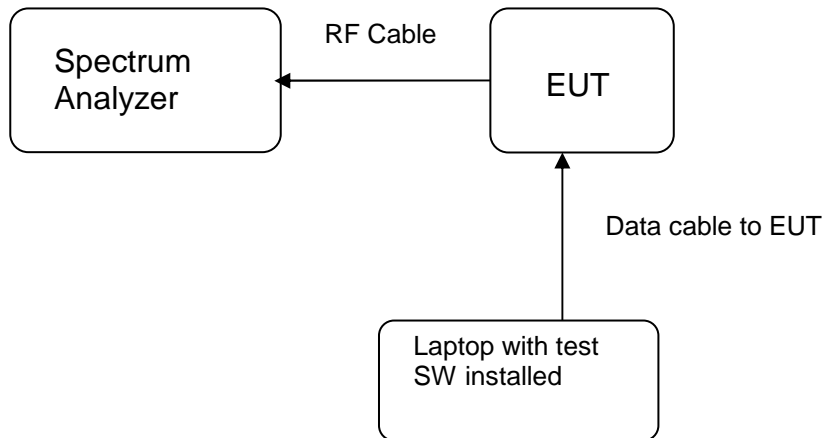 RF Cable
Spectrum
Analyzer
EUT
Data cable to EUT
Laptop with test
SW installed